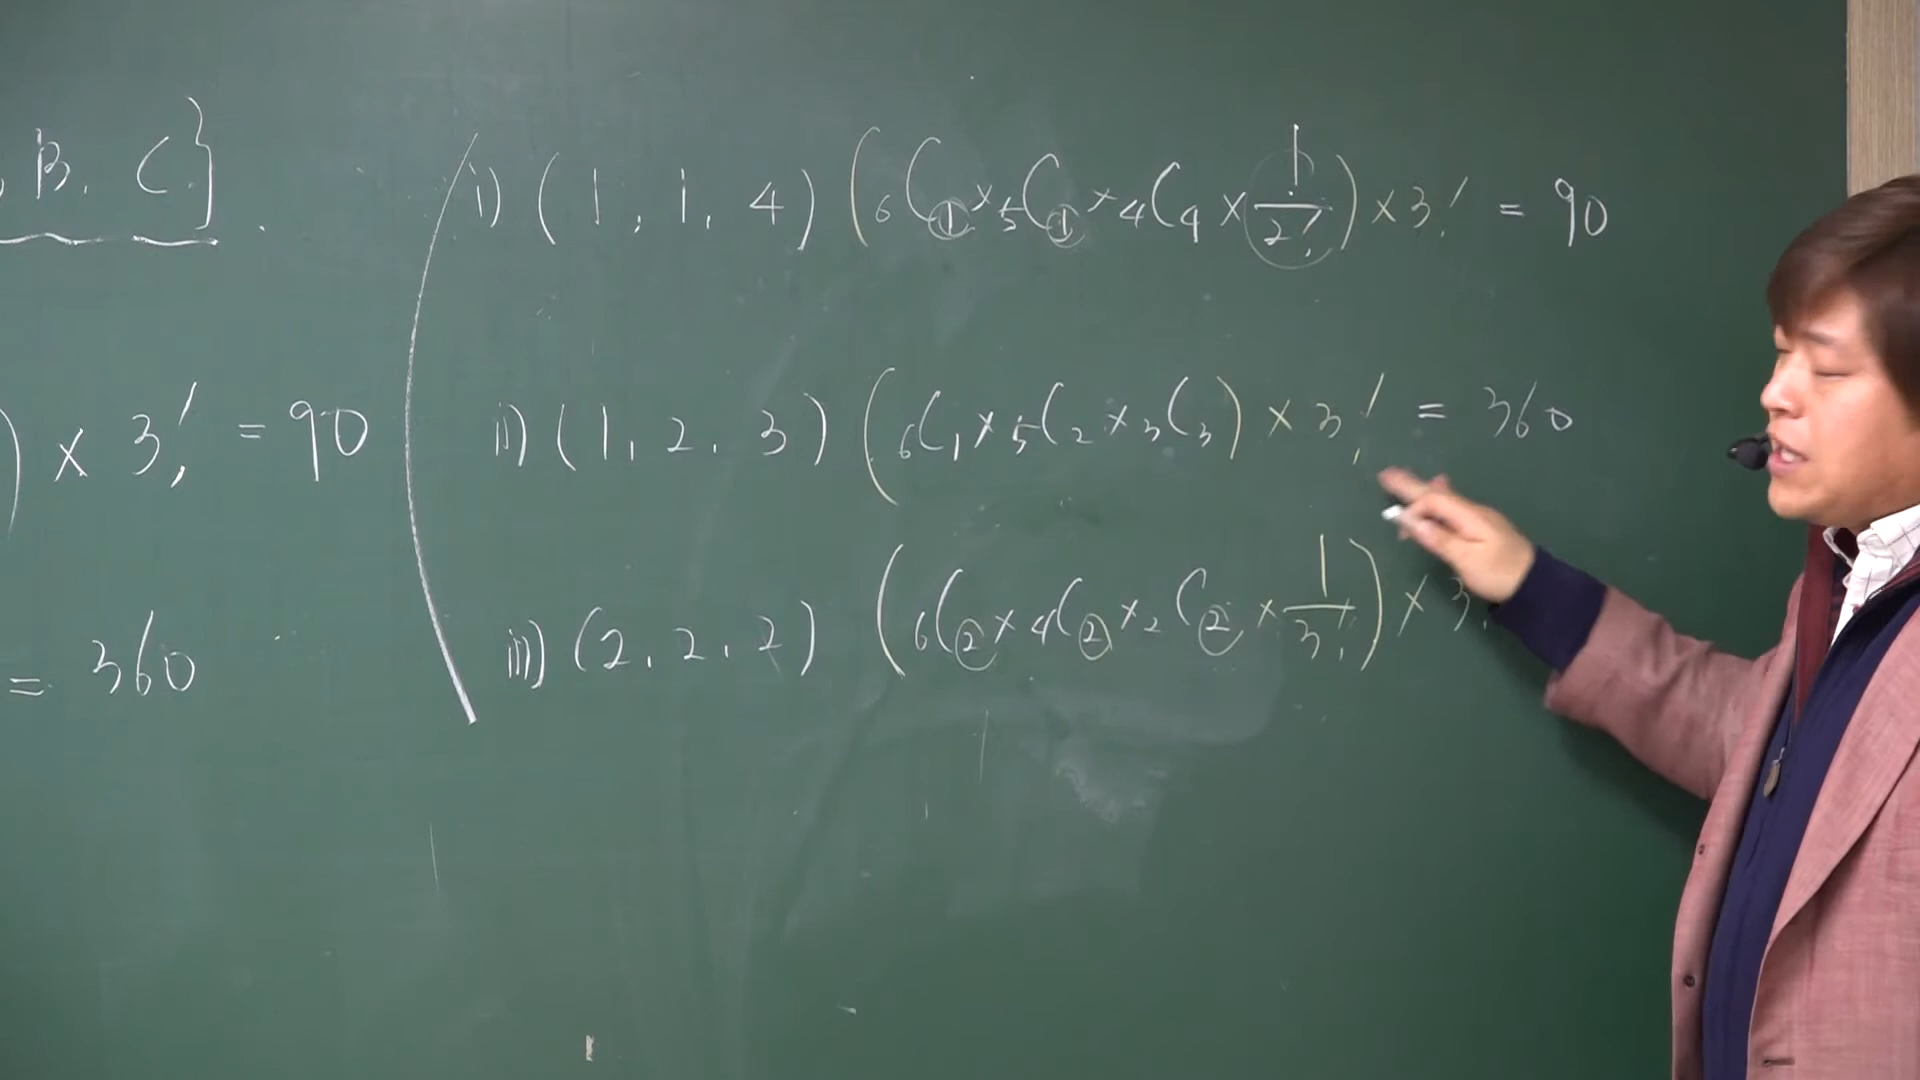 B. C}.
) × 3! = 90
= 360
i) (1, 1, 4) (₆C① × ₅C① × ₄C₄ × 1/2!) × 3! = 90
ii) (1, 2, 3) (₆C₁ × ₅C₂ × ₃C₃) × 3! = 360
iii) (2, 2, 2) (₆C② × ₄C② × ₂C② × 1/3!) × 3!